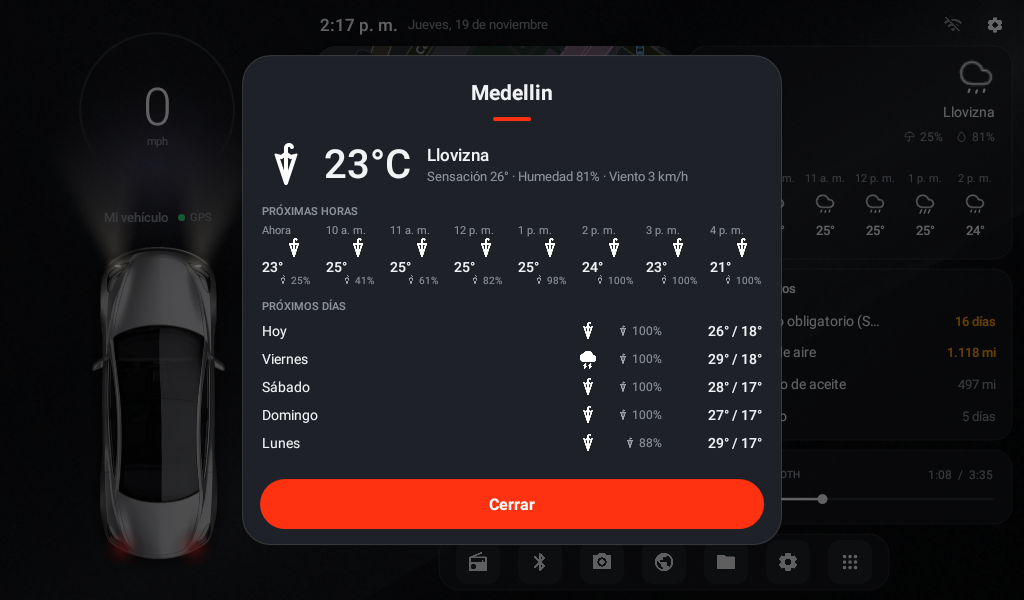 2:17 p. m. Jueves, 19 de noviembre
0
mph
Mi vehículo GPS
Llovizna
25% 81%
m. 11 a. m. 12 p. m. 1 p. m. 2 p. m.
25° 25° 25° 24°
os
o obligatorio (S... 16 días
de aire 1.118 mi
o de aceite 497 mi
o 5 días
OTH 1:08 / 3:35
Medellin
23°C
Llovizna
Sensación 26° · Humedad 81% · Viento 3 km/h
PRÓXIMAS HORAS
Ahora 10 a. m. 11 a. m. 12 p. m. 1 p. m. 2 p. m. 3 p. m. 4 p. m.
23° 25° 25° 25° 25° 24° 23° 21°
25% 41% 61% 82% 98% 100% 100% 100%
PRÓXIMOS DÍAS
Hoy 100% 26° / 18°
Viernes 100% 29° / 18°
Sábado 100% 28° / 17°
Domingo 100% 27° / 17°
Lunes 88% 29° / 17°
Cerrar